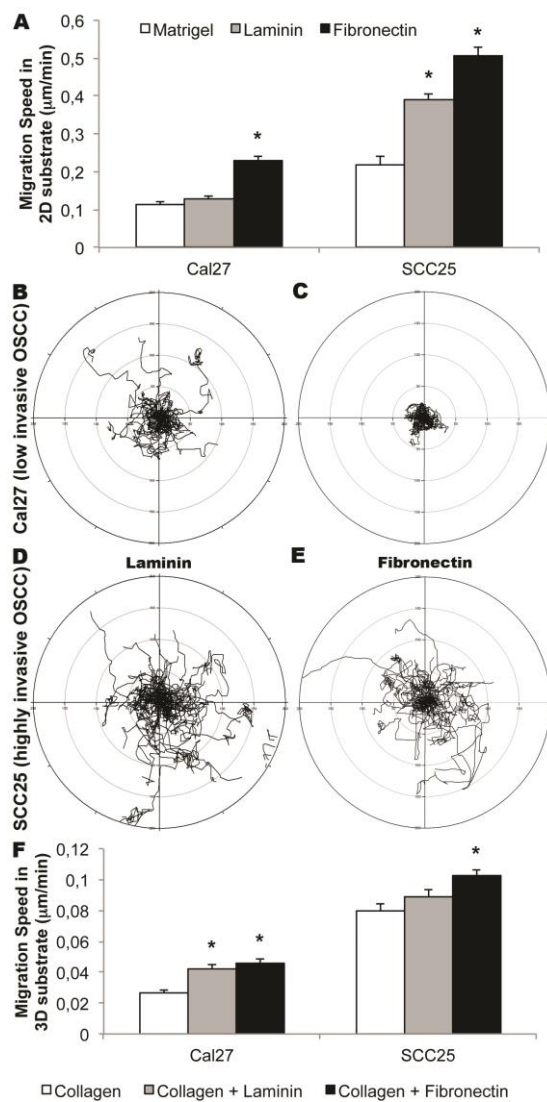 A
Matrigel Laminin Fibronectin
Migration Speed in
2D substrate (µm/min)
0,6
0,5
0,4
0,3
0,2
0,1
0
*
*
*
Cal27 SCC25
B
C
Cal27 (low invasive OSCC)
D
Laminin
E
Fibronectin
SCC25 (highly invasive OSCC)
F
Migration Speed in
3D substrate (µm/min)
0,12
0,1
0,08
0,06
0,04
0,02
0
*
*
*
Cal27 SCC25
Collagen Collagen + Laminin Collagen + Fibronectin